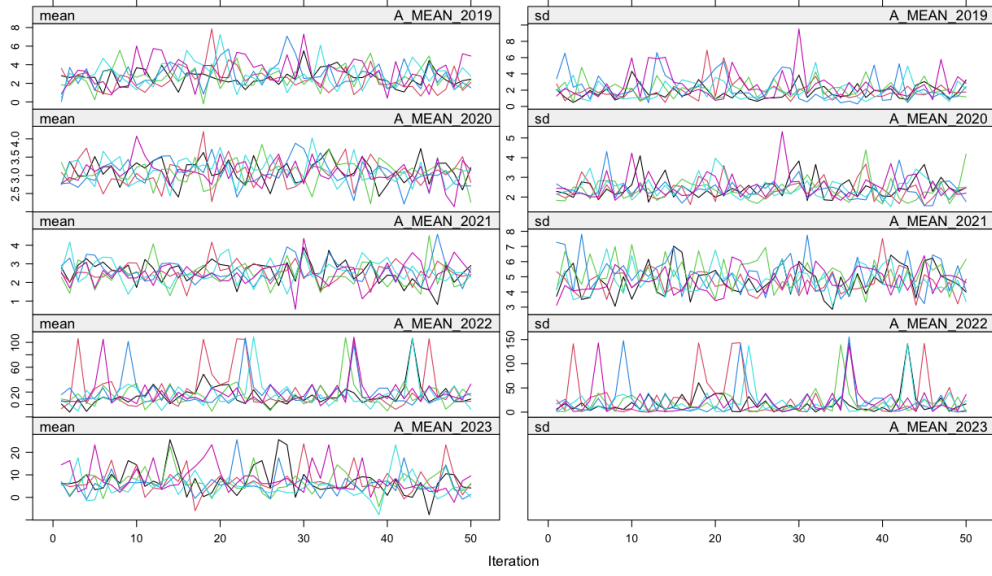 mean A_MEAN_2019 sd A_MEAN_2019
0 2 4 6 8
0 2 4 6 8
mean A_MEAN_2020 sd A_MEAN_2020
2.5 3.0 3.5 4.0
2 3 4 5
mean A_MEAN_2021 sd A_MEAN_2021
1 2 3 4
3 4 5 6 7 8
mean A_MEAN_2022 sd A_MEAN_2022
0 20 60 100
0 50 100 150
mean A_MEAN_2023 sd A_MEAN_2023
0 10 20
0 10 20 30 40 50 0 10 20 30 40 50
Iteration